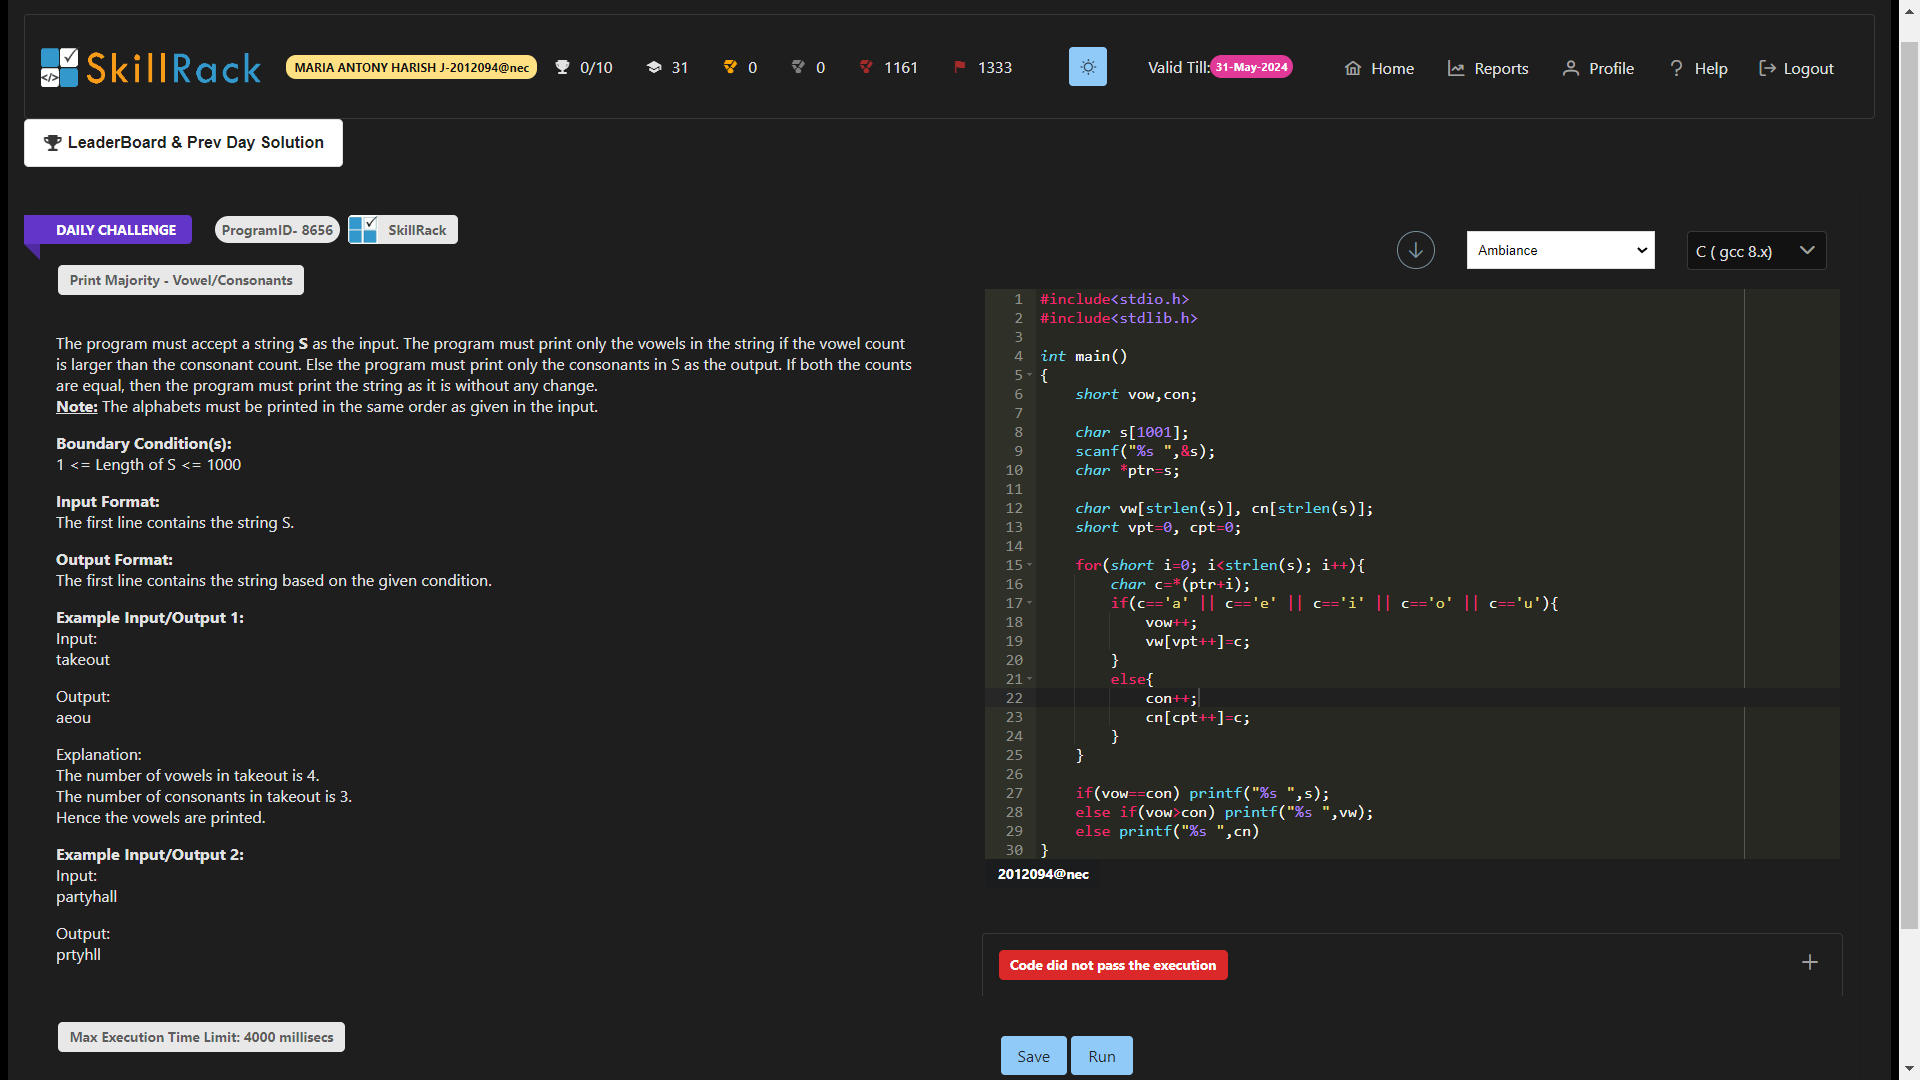 SkillRack
MARIA ANTONY HARISH J-2012094@nec
0/10
31
0
0
1161
1333
Valid Till: 31-May-2024
Home
Reports
Profile
? Help
Logout
LeaderBoard & Prev Day Solution
DAILY CHALLENGE
ProgramID- 8656
SkillRack
Print Majority - Vowel/Consonants
The program must accept a string S as the input. The program must print only the vowels in the string if the vowel count
is larger than the consonant count. Else the program must print only the consonants in S as the output. If both the counts
are equal, then the program must print the string as it is without any change.
Note: The alphabets must be printed in the same order as given in the input.
Boundary Condition(s):
1 <= Length of S <= 1000
Input Format:
The first line contains the string S.
Output Format:
The first line contains the string based on the given condition.
Example Input/Output 1:
Input:
takeout
Output:
aeou
Explanation:
The number of vowels in takeout is 4.
The number of consonants in takeout is 3.
Hence the vowels are printed.
Example Input/Output 2:
Input:
partyhall
Output:
prtyhll
Max Execution Time Limit: 4000 millisecs
Ambiance
C ( gcc 8.x)
1 #include<stdio.h>
2 #include<stdlib.h>
3
4 int main()
5 {
6 short vow,con;
7
8 char s[1001];
9 scanf("%s ",&s);
10 char *ptr=s;
11
12 char vw[strlen(s)], cn[strlen(s)];
13 short vpt=0, cpt=0;
14
15 for(short i=0; i<strlen(s); i++){
16 char c=*(ptr+i);
17 if(c=='a' || c=='e' || c=='i' || c=='o' || c=='u'){
18 vow++;
19 vw[vpt++]=c;
20 }
21 else{
22 con++;
23 cn[cpt++]=c;
24 }
25 }
26
27 if(vow==con) printf("%s ",s);
28 else if(vow>con) printf("%s ",vw);
29 else printf("%s ",cn)
30 }
2012094@nec
Code did not pass the execution
Save
Run